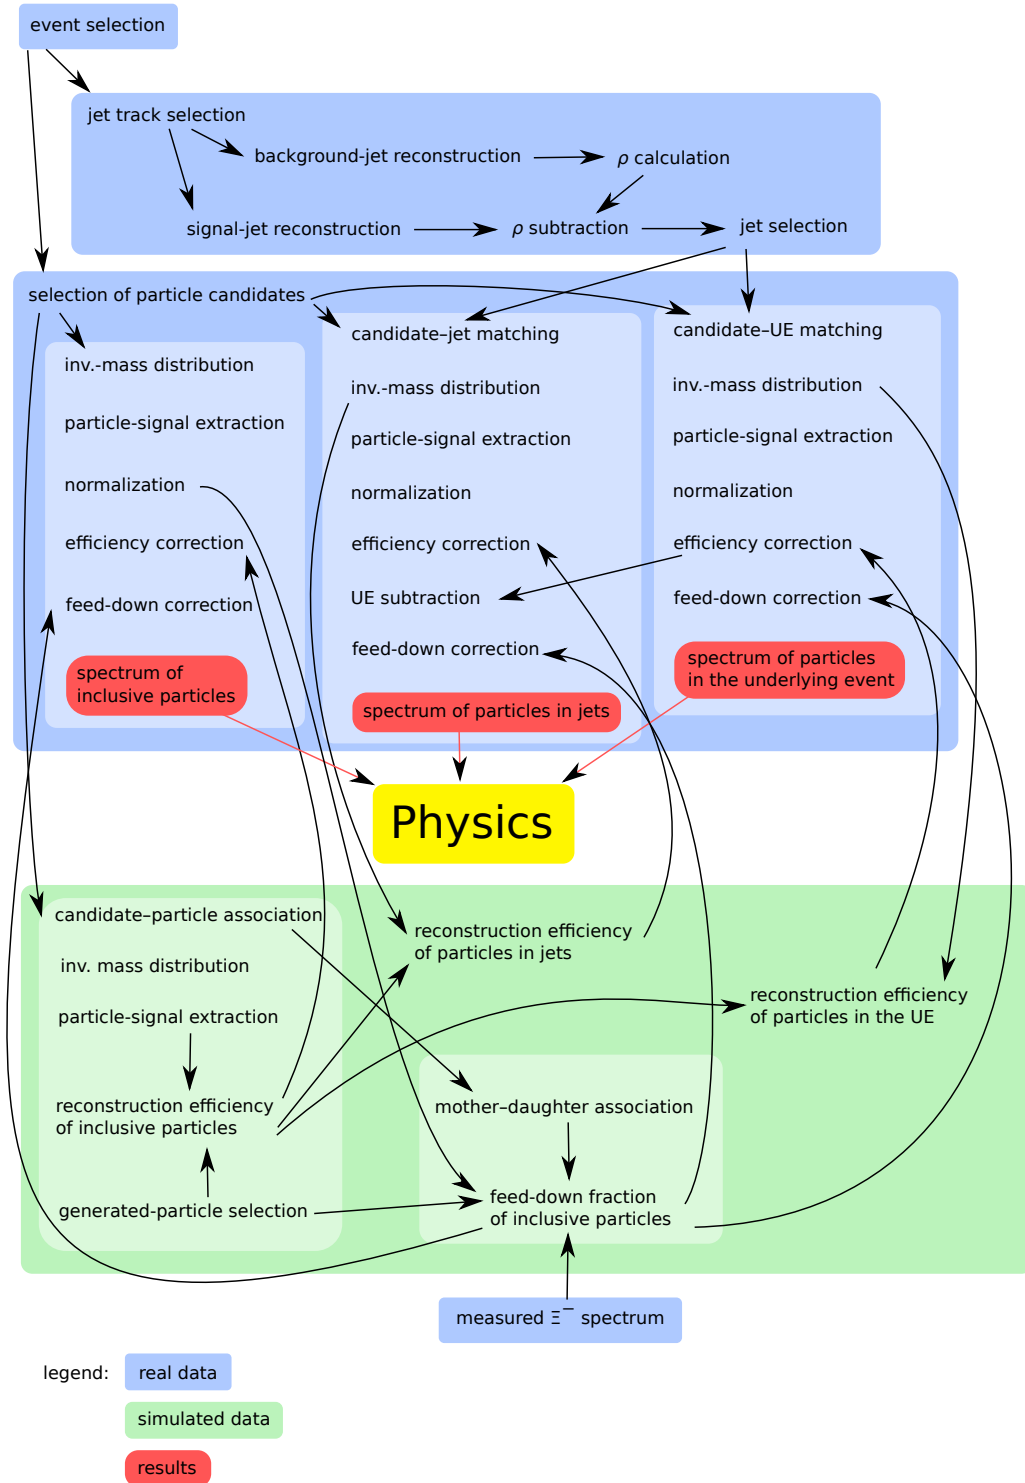 event selection
jet track selection
background-jet reconstruction
ρ calculation
signal-jet reconstruction
ρ subtraction
jet selection
selection of particle candidates
inv.-mass distribution
particle-signal extraction
normalization
efficiency correction
feed-down correction
spectrum of
inclusive particles
candidate–jet matching
inv.-mass distribution
particle-signal extraction
normalization
efficiency correction
UE subtraction
feed-down correction
spectrum of particles in jets
candidate–UE matching
inv.-mass distribution
particle-signal extraction
normalization
efficiency correction
feed-down correction
spectrum of particles
in the underlying event
Physics
candidate–particle association
inv. mass distribution
particle-signal extraction
reconstruction efficiency
of inclusive particles
generated-particle selection
reconstruction efficiency
of particles in jets
reconstruction efficiency
of particles in the UE
mother–daughter association
feed-down fraction
of inclusive particles
measured Ξ⁻ spectrum
legend:
real data
simulated data
results